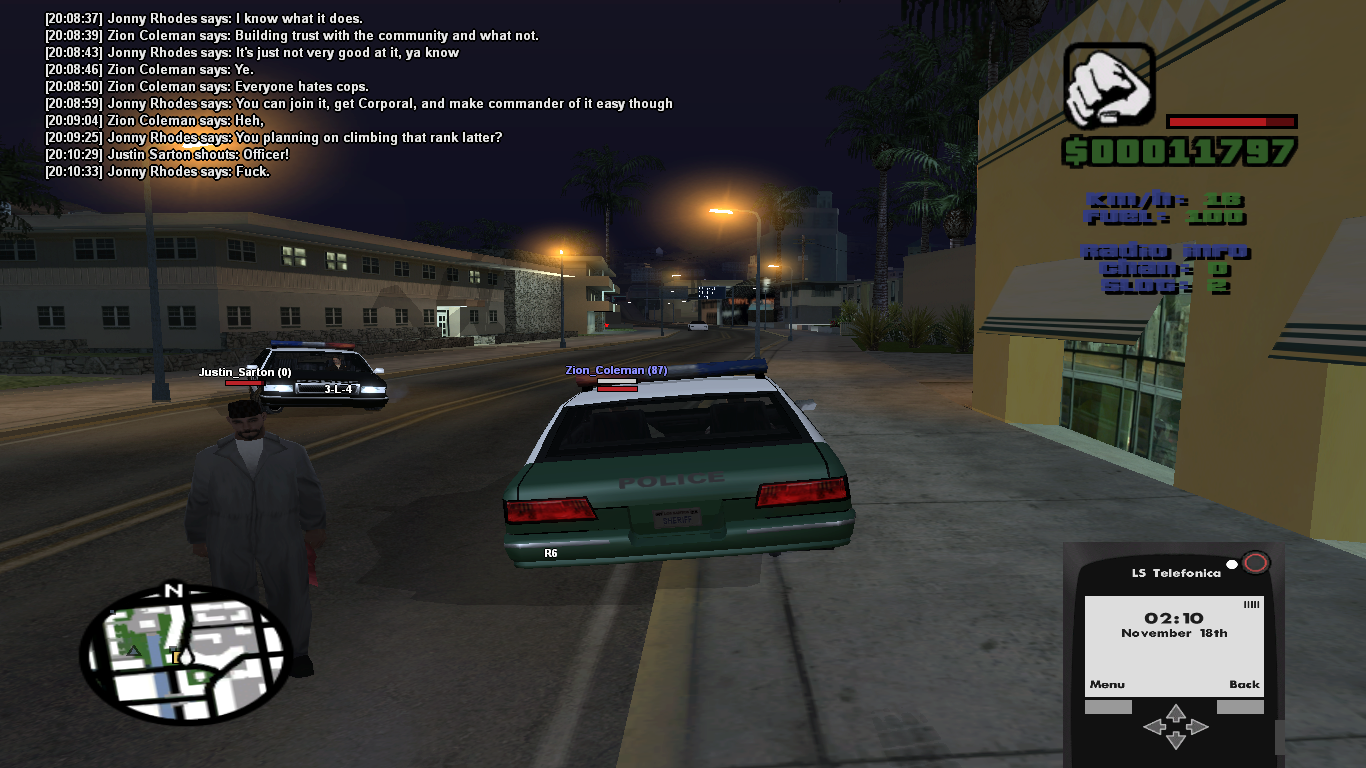 [20:08:37] Jonny Rhodes says: I know what it does.
[20:08:39] Zion Coleman says: Building trust with the community and what not.
[20:08:43] Jonny Rhodes says: It's just not very good at it, ya know
[20:08:46] Zion Coleman says: Ye.
[20:08:50] Zion Coleman says: Everyone hates cops.
[20:08:59] Jonny Rhodes says: You can join it, get Corporal, and make commander of it easy though
[20:09:04] Zion Coleman says: Heh,
[20:09:25] Jonny Rhodes says: You planning on climbing that rank latter?
[20:10:29] Justin Sarton shouts: Officer!
[20:10:33] Jonny Rhodes says: Fuck.
$00011797
Km/h: 18
Fuel: 100
Radio Info
Chan: 0
Slot: 2
Justin_Sarton (0)
3-L-4
Zion_Coleman (87)
POLICE
SHERIFF
R6
N
LS Telefonica
02:10
November 18th
Menu
Back